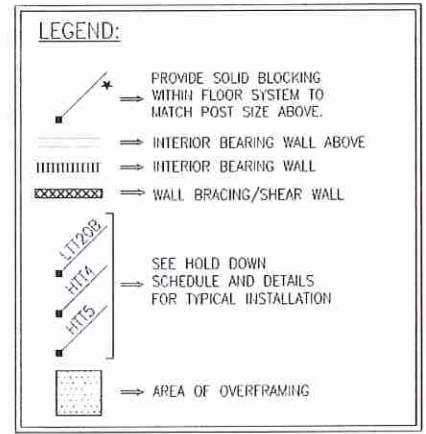 LEGEND:
PROVIDE SOLID BLOCKING
WITHIN FLOOR SYSTEM TO
MATCH POST SIZE ABOVE.
INTERIOR BEARING WALL ABOVE
INTERIOR BEARING WALL
WALL BRACING/SHEAR WALL
LTT20B
HTT4
HTT5
SEE HOLD DOWN
SCHEDULE AND DETAILS
FOR TYPICAL INSTALLATION
AREA OF OVERFRAMING